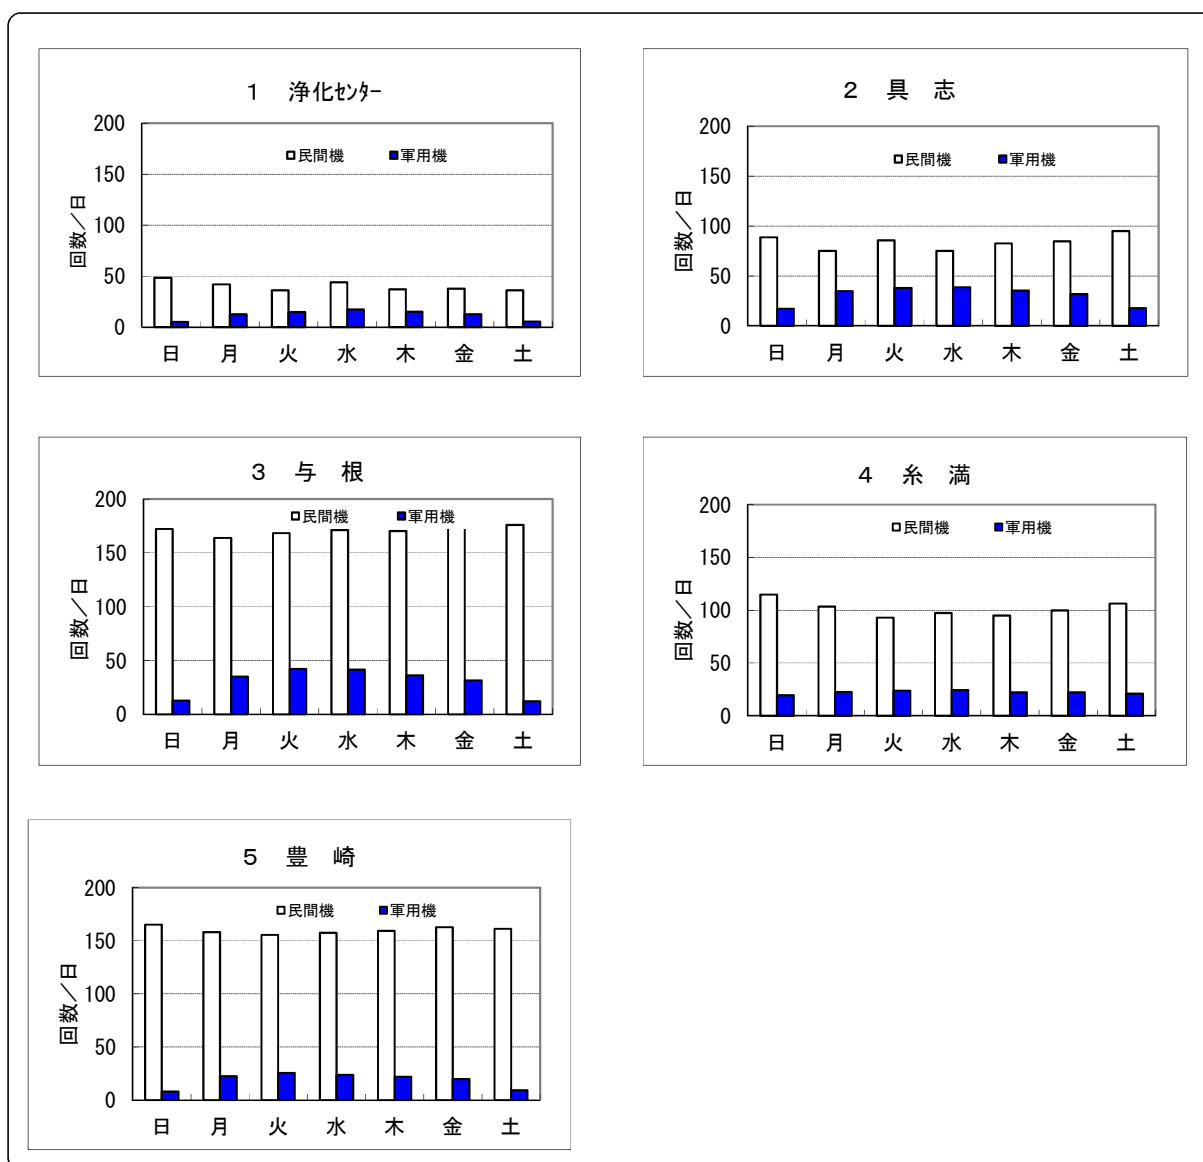 1 浄化ｾﾝﾀｰ
200
150
100
50
0
回数／日
民間機 軍用機
日 月 火 水 木 金 土
2 具 志
200
150
100
50
0
回数／日
民間機 軍用機
日 月 火 水 木 金 土
3 与 根
200
150
100
50
0
回数／日
民間機 軍用機
日 月 火 水 木 金 土
4 糸 満
200
150
100
50
0
回数／日
民間機 軍用機
日 月 火 水 木 金 土
5 豊 崎
200
150
100
50
0
回数／日
民間機 軍用機
日 月 火 水 木 金 土